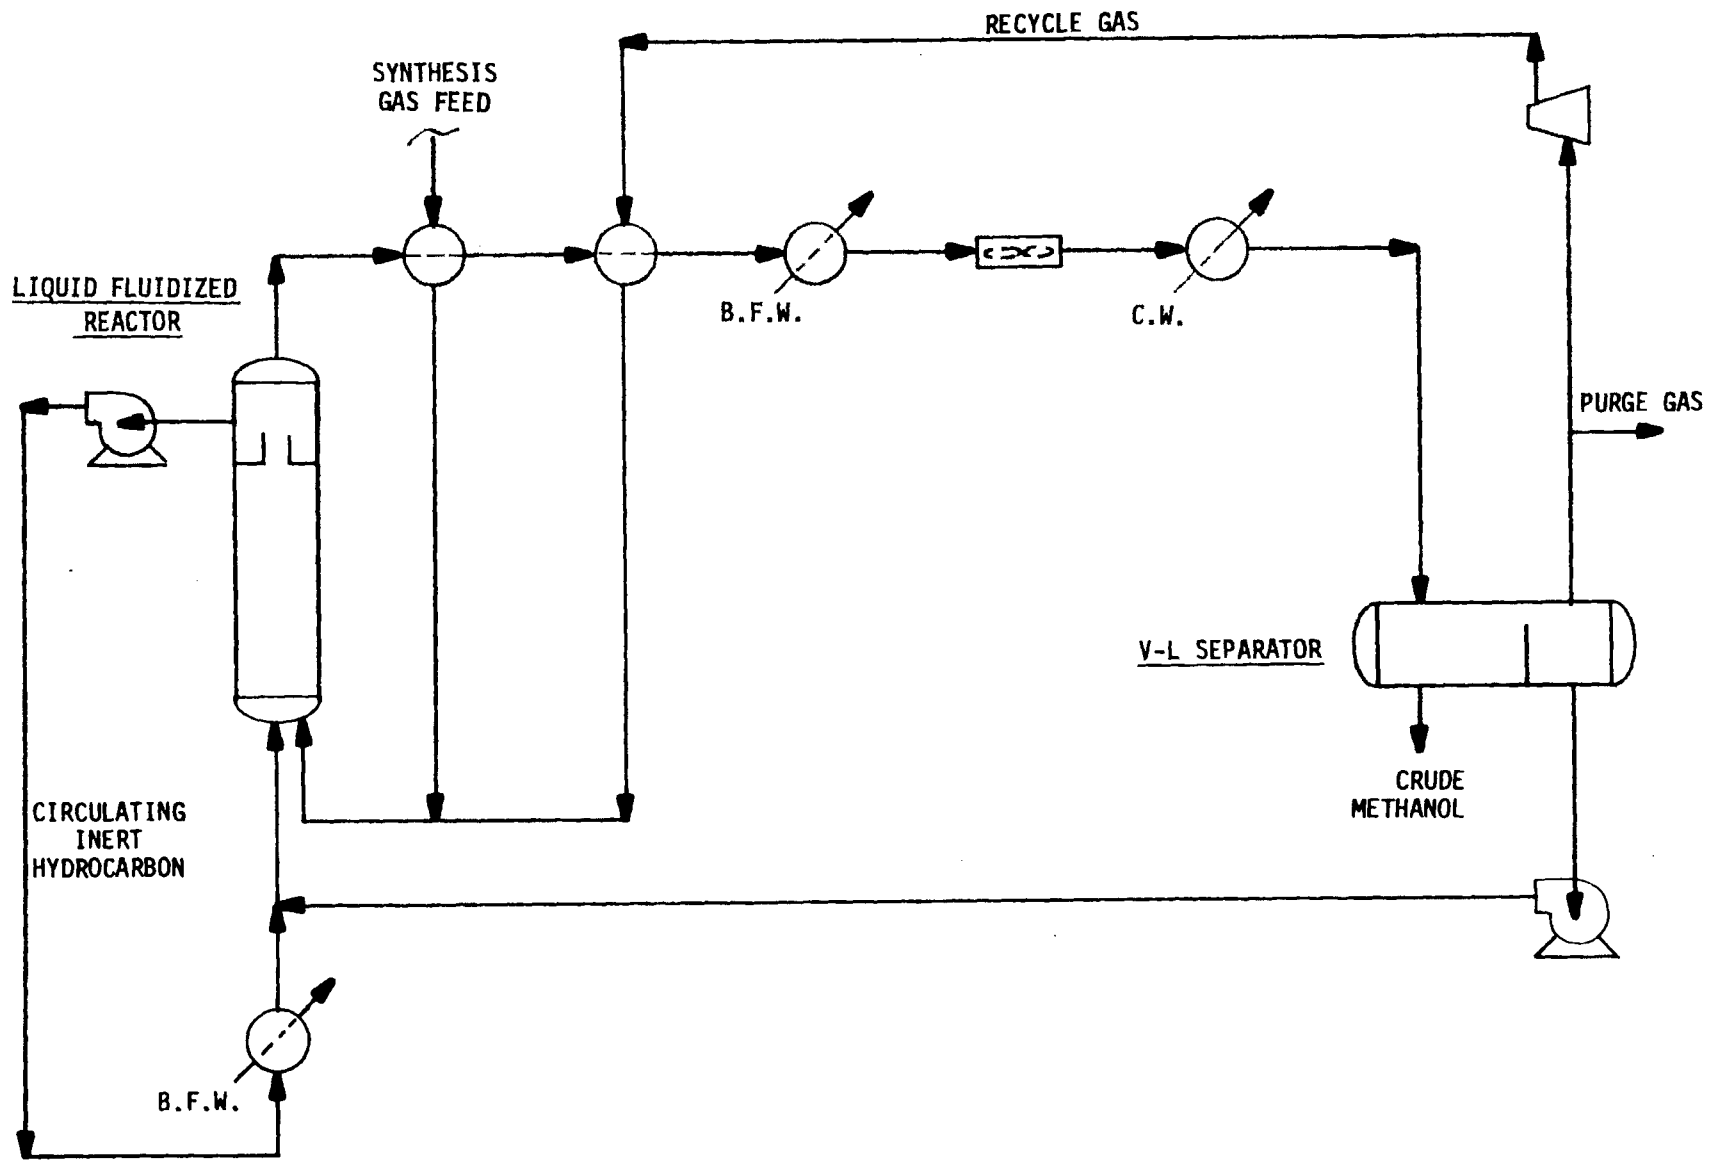 RECYCLE GAS
SYNTHESIS
GAS FEED
LIQUID FLUIDIZED
REACTOR
B.F.W.
C.W.
PURGE GAS
V-L SEPARATOR
CRUDE
METHANOL
CIRCULATING
INERT
HYDROCARBON
B.F.W.